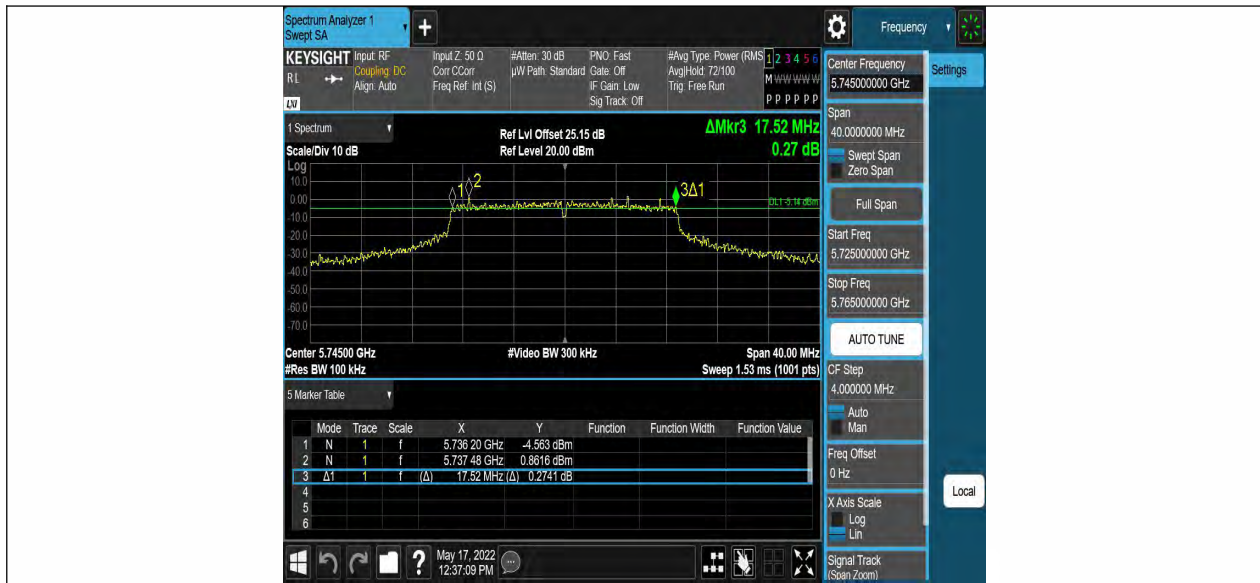 Spectrum Analyzer 1
Swept SA
+
Frequency
KEYSIGHT
RL
LXI
Input: RF
Coupling: DC
Align: Auto
Input Z: 50 Ω
Corr CCorr
Freq Ref: Int (S)
#Atten: 30 dB
µW Path: Standard
PNO: Fast
Gate: Off
IF Gain: Low
Sig Track: Off
#Avg Type: Power (RMS
Avg|Hold: 72/100
Trig: Free Run
1 2 3 4 5 6
M W W W W W
P P P P P P
Center Frequency
5.745000000 GHz
Settings
Span
40.0000000 MHz
Swept Span
Zero Span
Full Span
Start Freq
5.725000000 GHz
Stop Freq
5.765000000 GHz
AUTO TUNE
CF Step
4.000000 MHz
Auto
Man
Freq Offset
0 Hz
X Axis Scale
Log
Lin
Signal Track
(Span Zoom)
Local
1 Spectrum
Scale/Div 10 dB
Ref Lvl Offset 25.15 dB
Ref Level 20.00 dBm
ΔMkr3 17.52 MHz
0.27 dB
Log
10.0
0.00
-10.0
-20.0
-30.0
-40.0
-50.0
-60.0
-70.0
1
2
3Δ1
DL1 -5.14 dBm
Center 5.74500 GHz
#Video BW 300 kHz
Span 40.00 MHz
#Res BW 100 kHz
Sweep 1.53 ms (1001 pts)
5 Marker Table
Mode Trace Scale X Y Function Function Width Function Value
1 N 1 f 5.736 20 GHz -4.563 dBm
2 N 1 f 5.737 48 GHz 0.8616 dBm
3 Δ1 1 f (Δ) 17.52 MHz (Δ) 0.2741 dB
4
5
6
?
May 17, 2022
12:37:09 PM